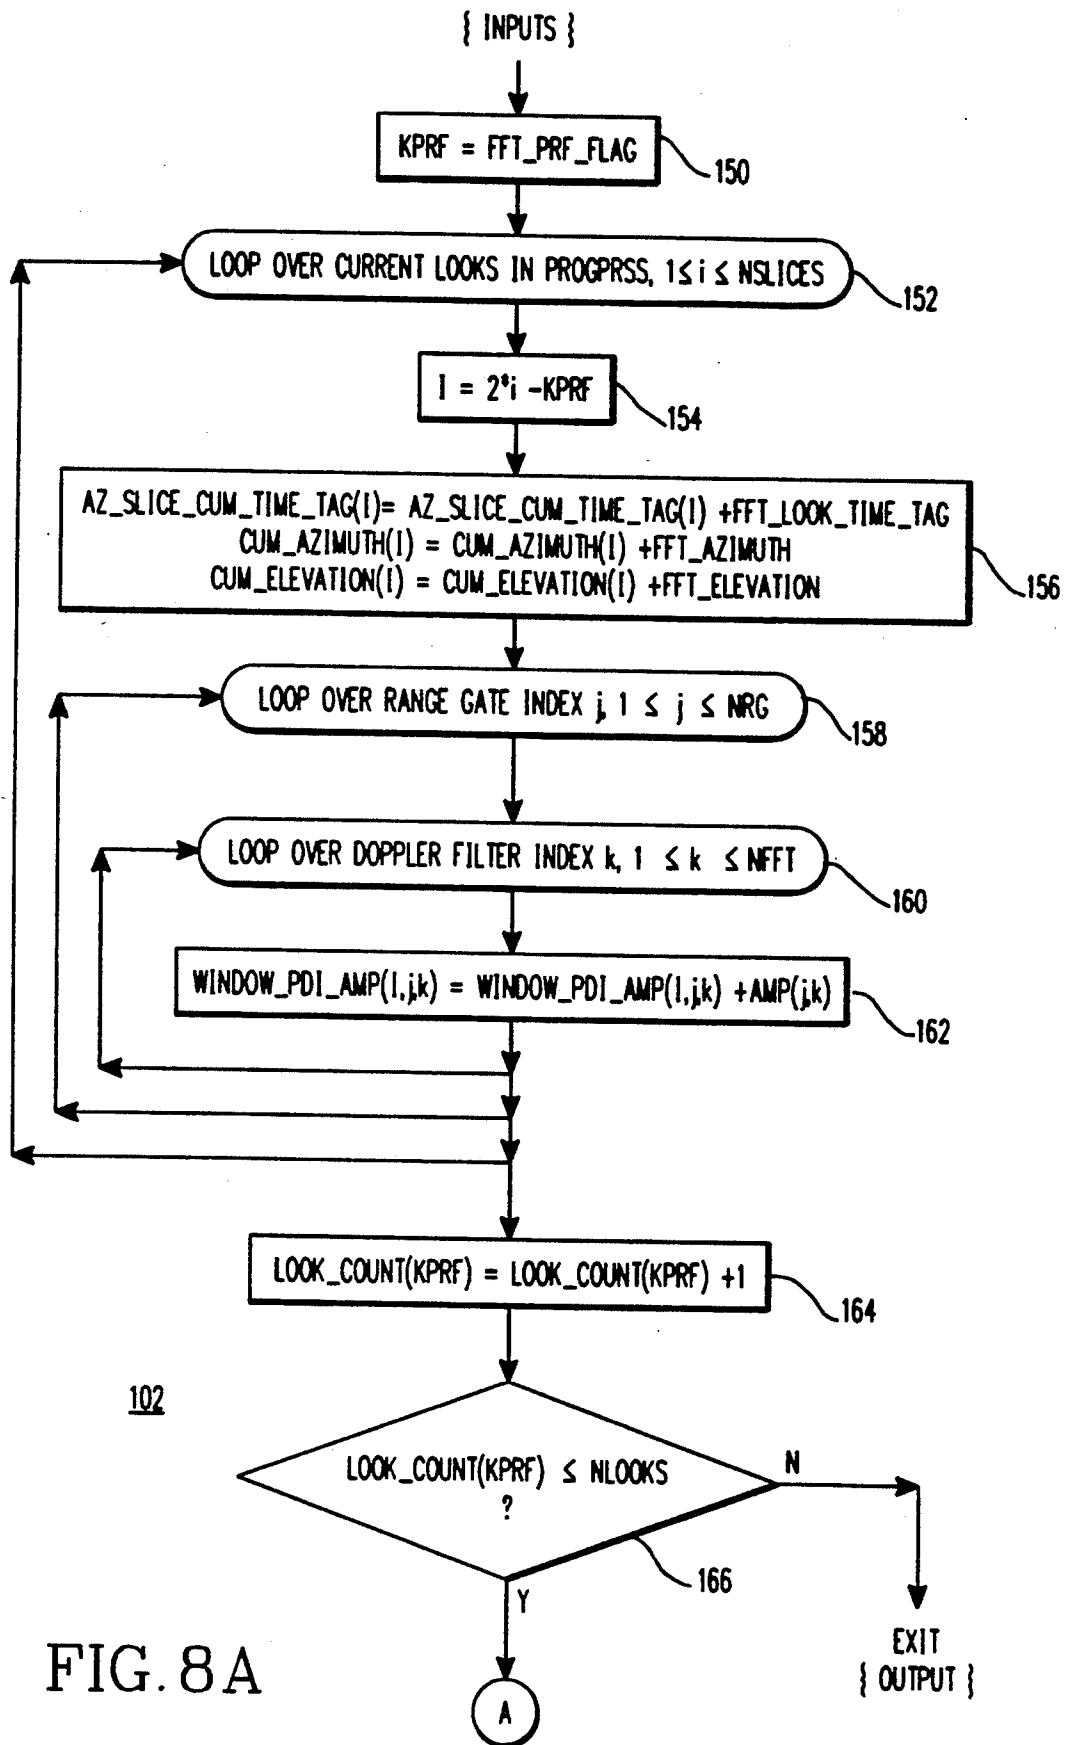 { INPUTS }
KPRF = FFT_PRF_FLAG
150
LOOP OVER CURRENT LOOKS IN PROGPRSS, 1 ≤ i ≤ NSLICES
152
I = 2*i -KPRF
154
AZ_SLICE_CUM_TIME_TAG(I)= AZ_SLICE_CUM_TIME_TAG(I) +FFT_LOOK_TIME_TAG
CUM_AZIMUTH(I) = CUM_AZIMUTH(I) +FFT_AZIMUTH
CUM_ELEVATION(I) = CUM_ELEVATION(I) +FFT_ELEVATION
156
LOOP OVER RANGE GATE INDEX j, 1 ≤ j ≤ NRG
158
LOOP OVER DOPPLER FILTER INDEX k, 1 ≤ k ≤ NFFT
160
WINDOW_PDI_AMP(I,j,k) = WINDOW_PDI_AMP(I,j,k) +AMP(j,k)
162
LOOK_COUNT(KPRF) = LOOK_COUNT(KPRF) +1
164
102
LOOK_COUNT(KPRF) ≤ NLOOKS
?
N
166
Y
EXIT
{ OUTPUT }
FIG. 8A
A